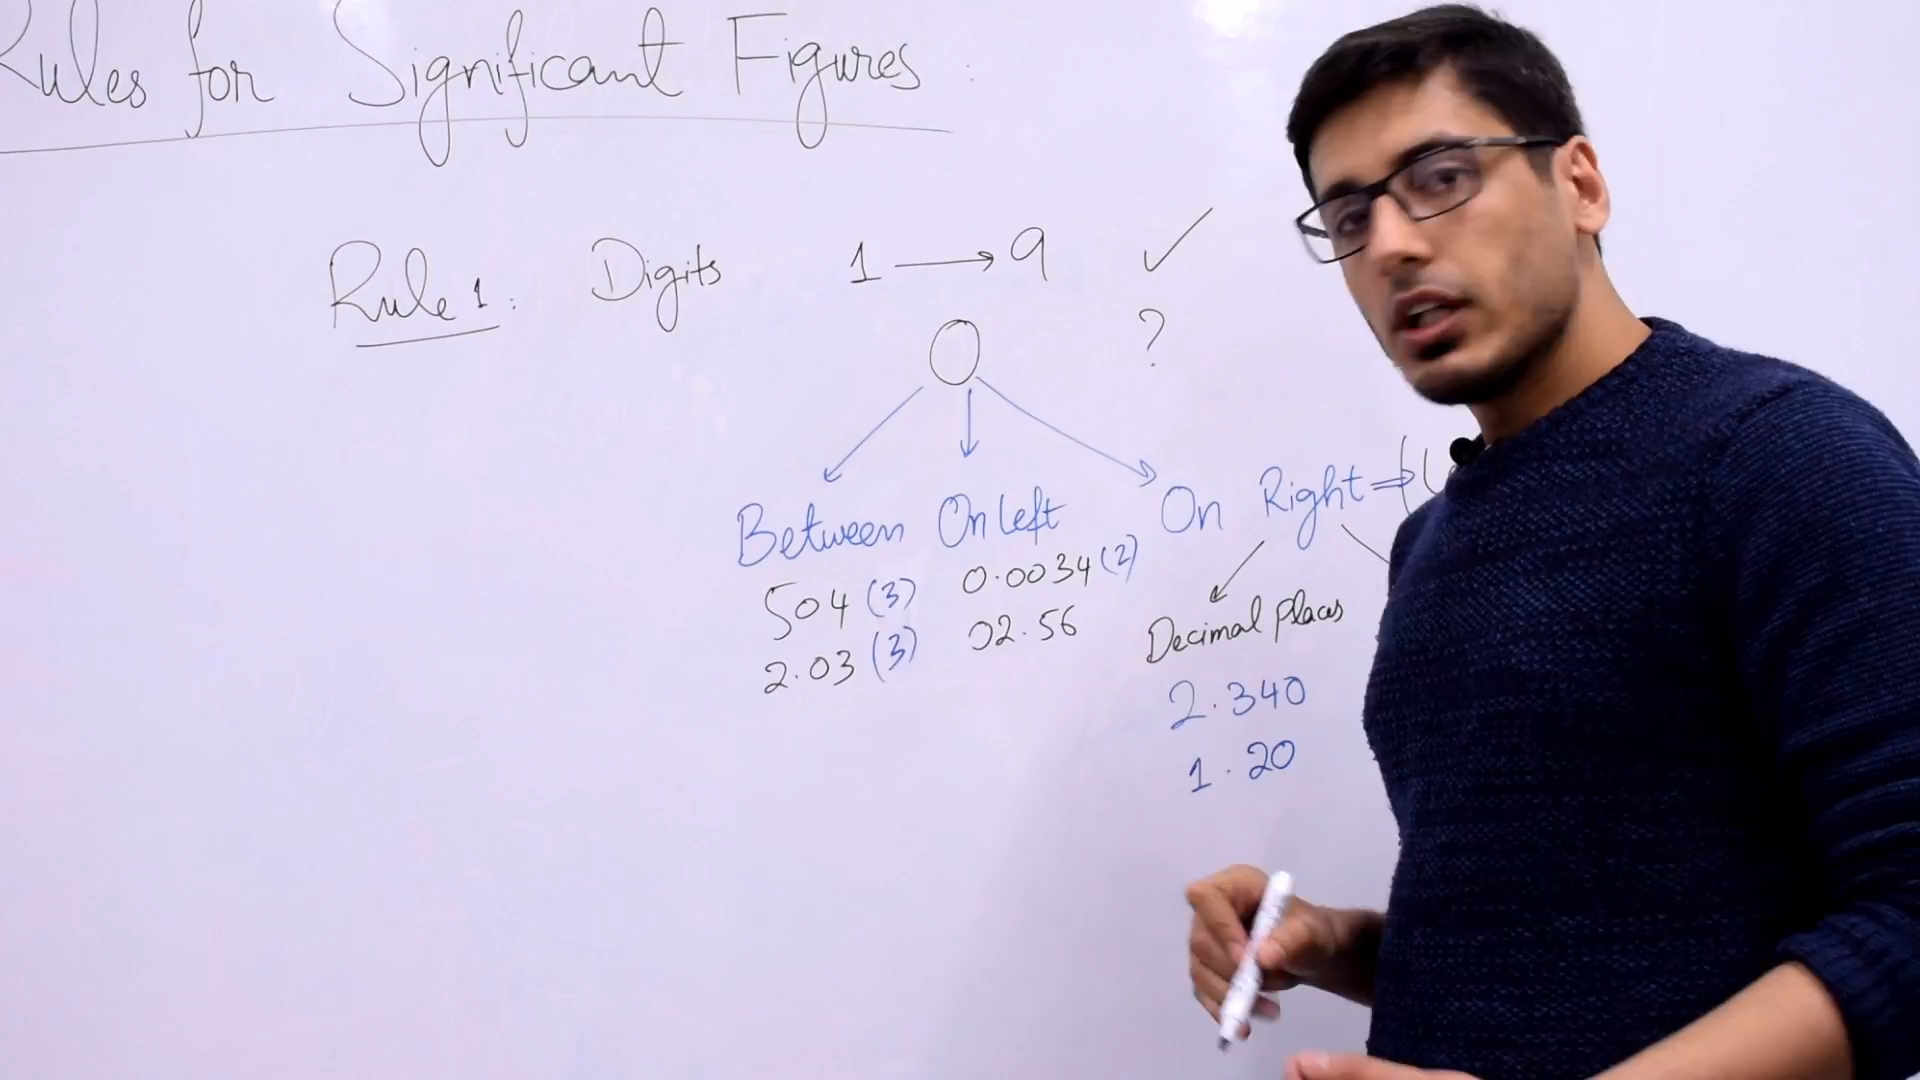 Rules for Significant Figures :
Rule 1: Digits 1 → 9 ✓
0 ?
Between On left On Right ⇒
504 (3) 0.0034 (2) Decimal places
2.03 (3) 02.56
2.340
1.20